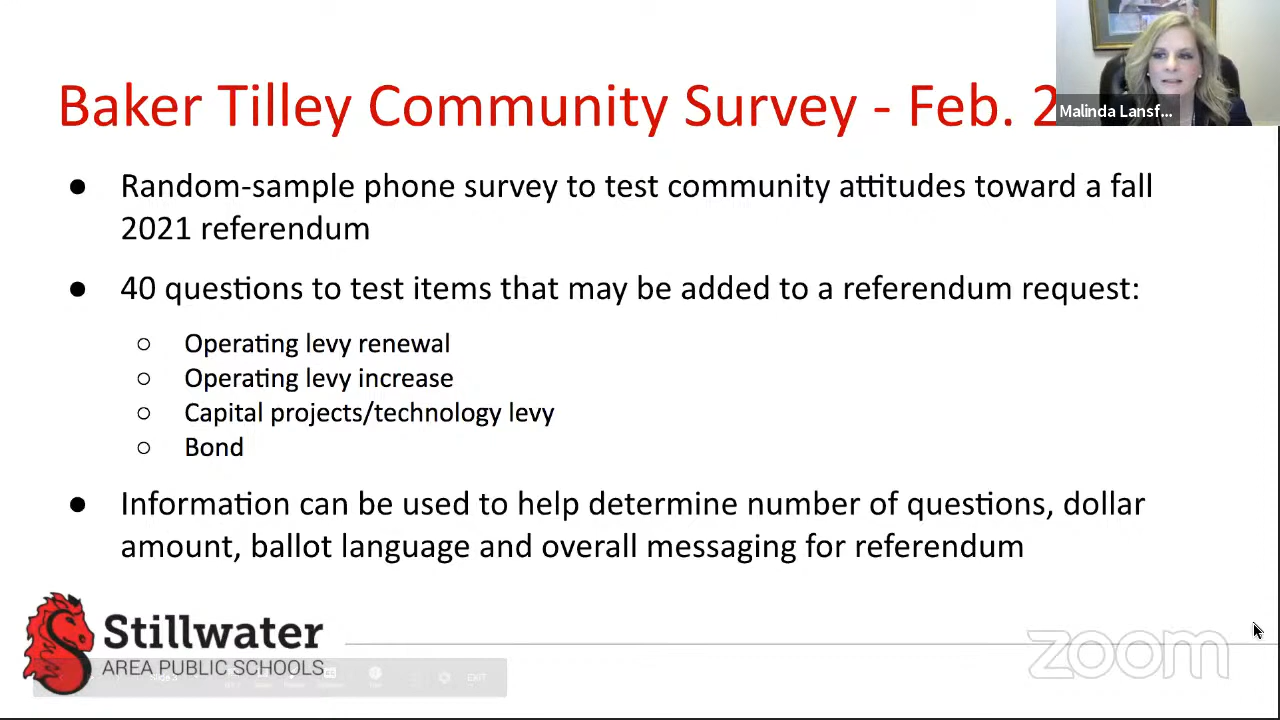 Baker Tilley Community Survey - Feb. 2
Malinda Lansf...
● Random-sample phone survey to test community attitudes toward a fall
2021 referendum
● 40 questions to test items that may be added to a referendum request:
○ Operating levy renewal
○ Operating levy increase
○ Capital projects/technology levy
○ Bond
● Information can be used to help determine number of questions, dollar
amount, ballot language and overall messaging for referendum
Stillwater
AREA PUBLIC SCHOOLS
zoom
EXIT